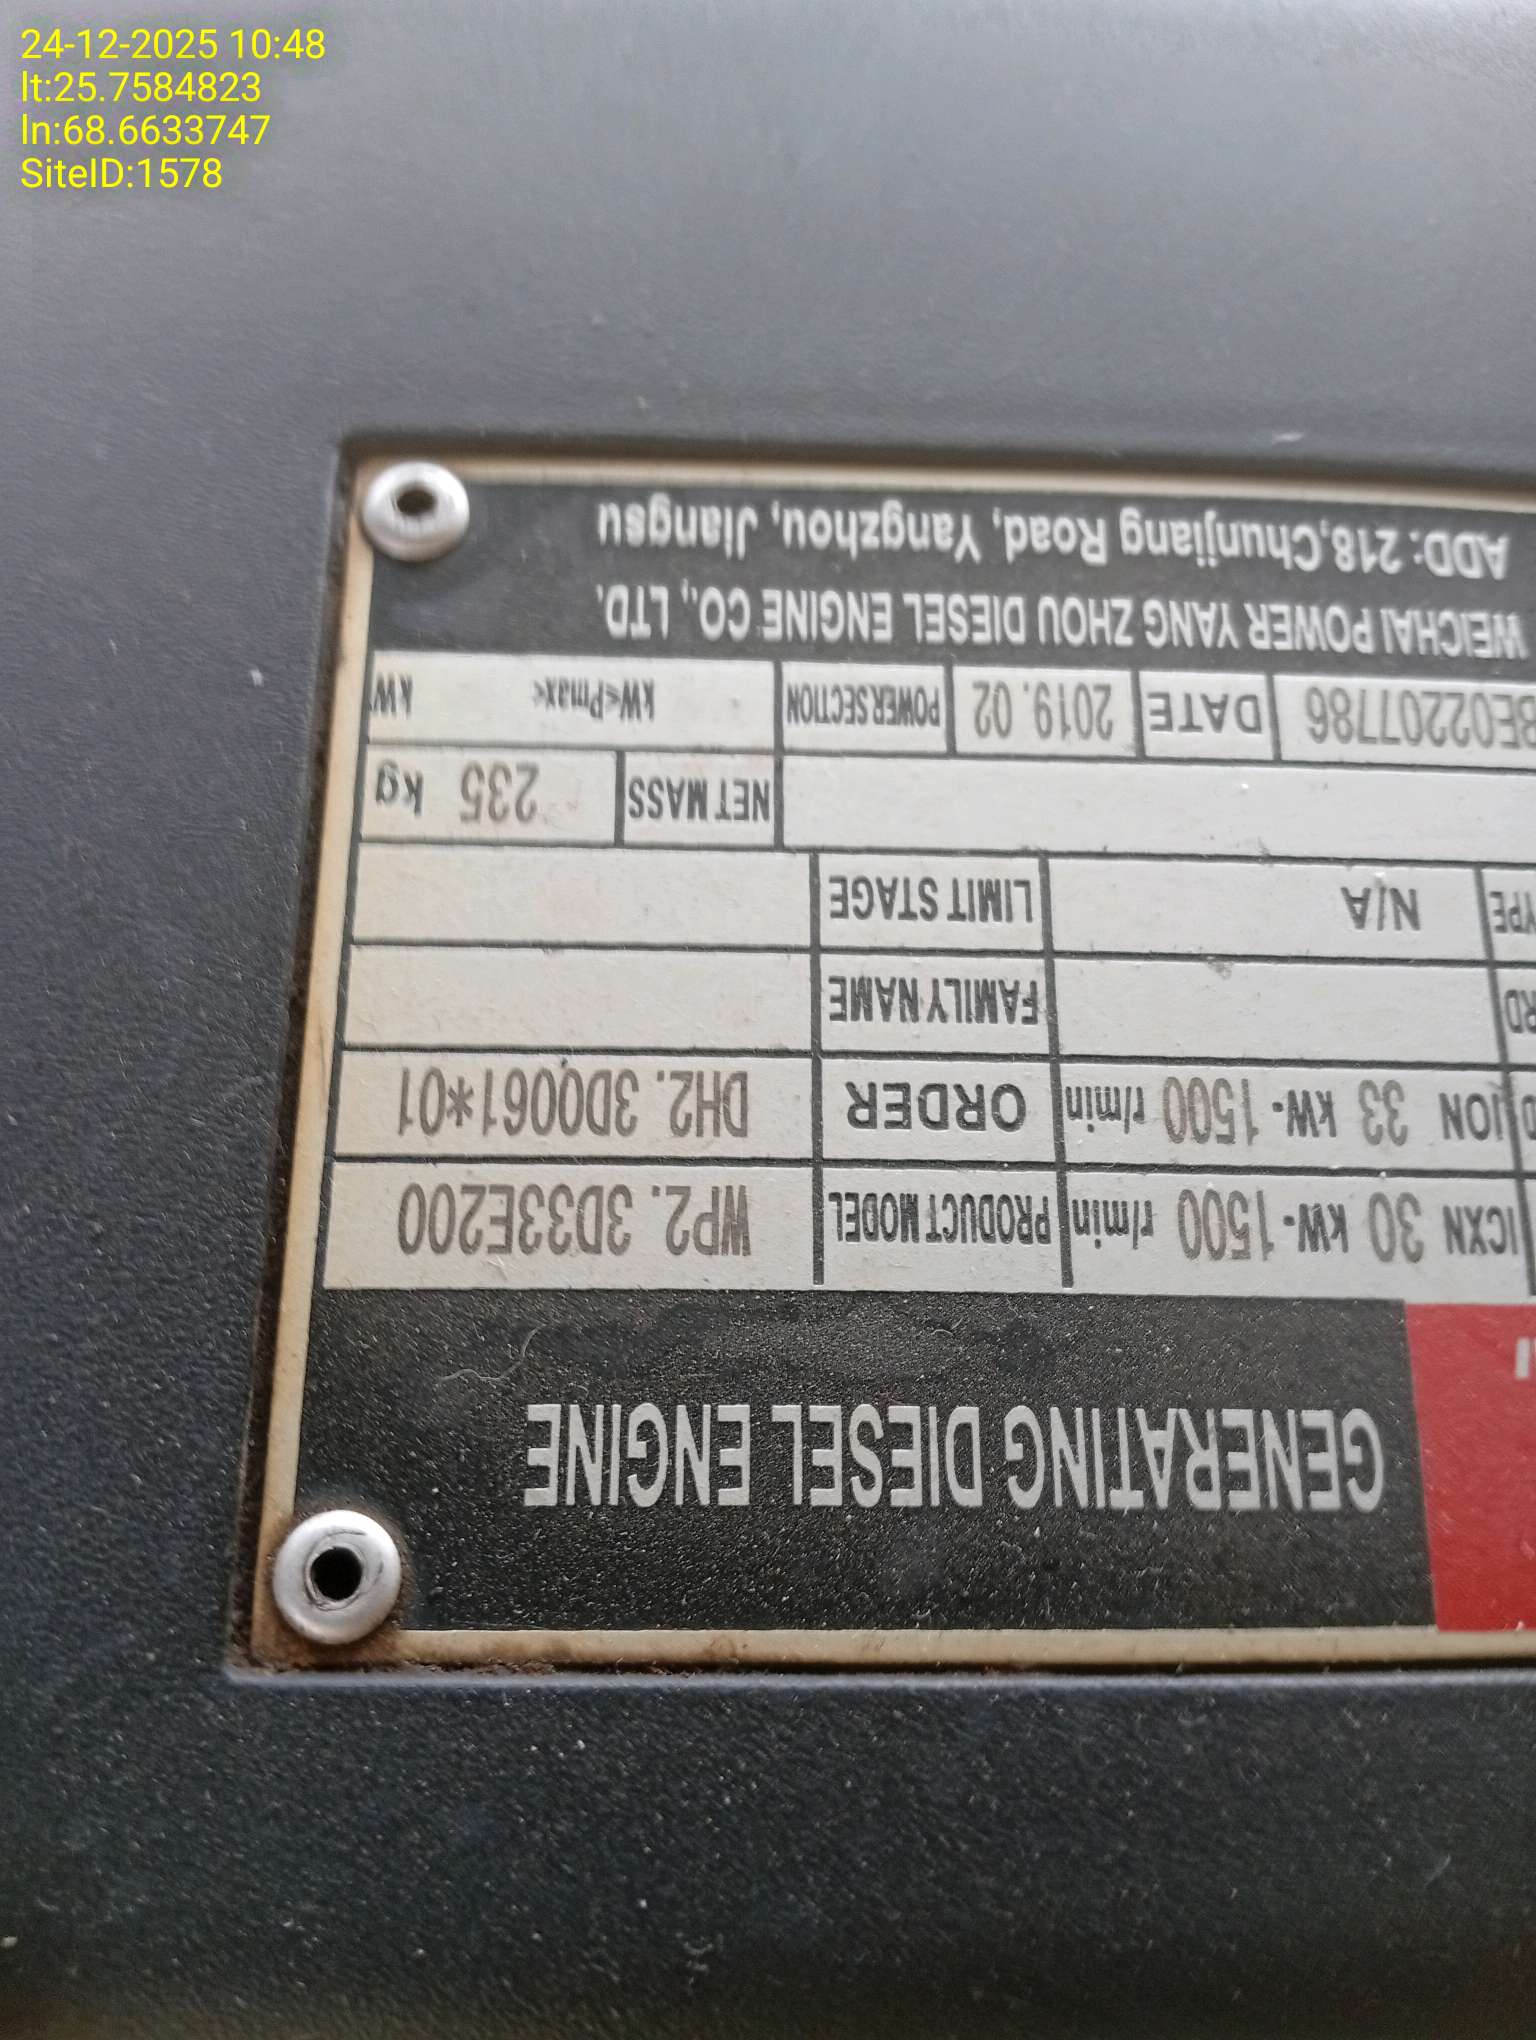 24-12-2025 10:48
lt:25.7584823
ln:68.6633747
SiteID:1578
GENERATING DIESEL ENGINE
ICXN 30 kW- 1500 r/min PRODUCT MODEL WP2. 3D33E200
ION 33 kW- 1500 r/min ORDER DH2. 3D0061*01
RD FAMILY NAME
YPE N/A LIMIT STAGE
NET MASS 235 kg
BE02207786 DATE 2019. 02 POWER SECTION kW<Pmax< kW
WEICHAI POWER YANG ZHOU DIESEL ENGINE CO., LTD.
ADD: 218,Chunjiang Road, Yangzhou, Jiangsu